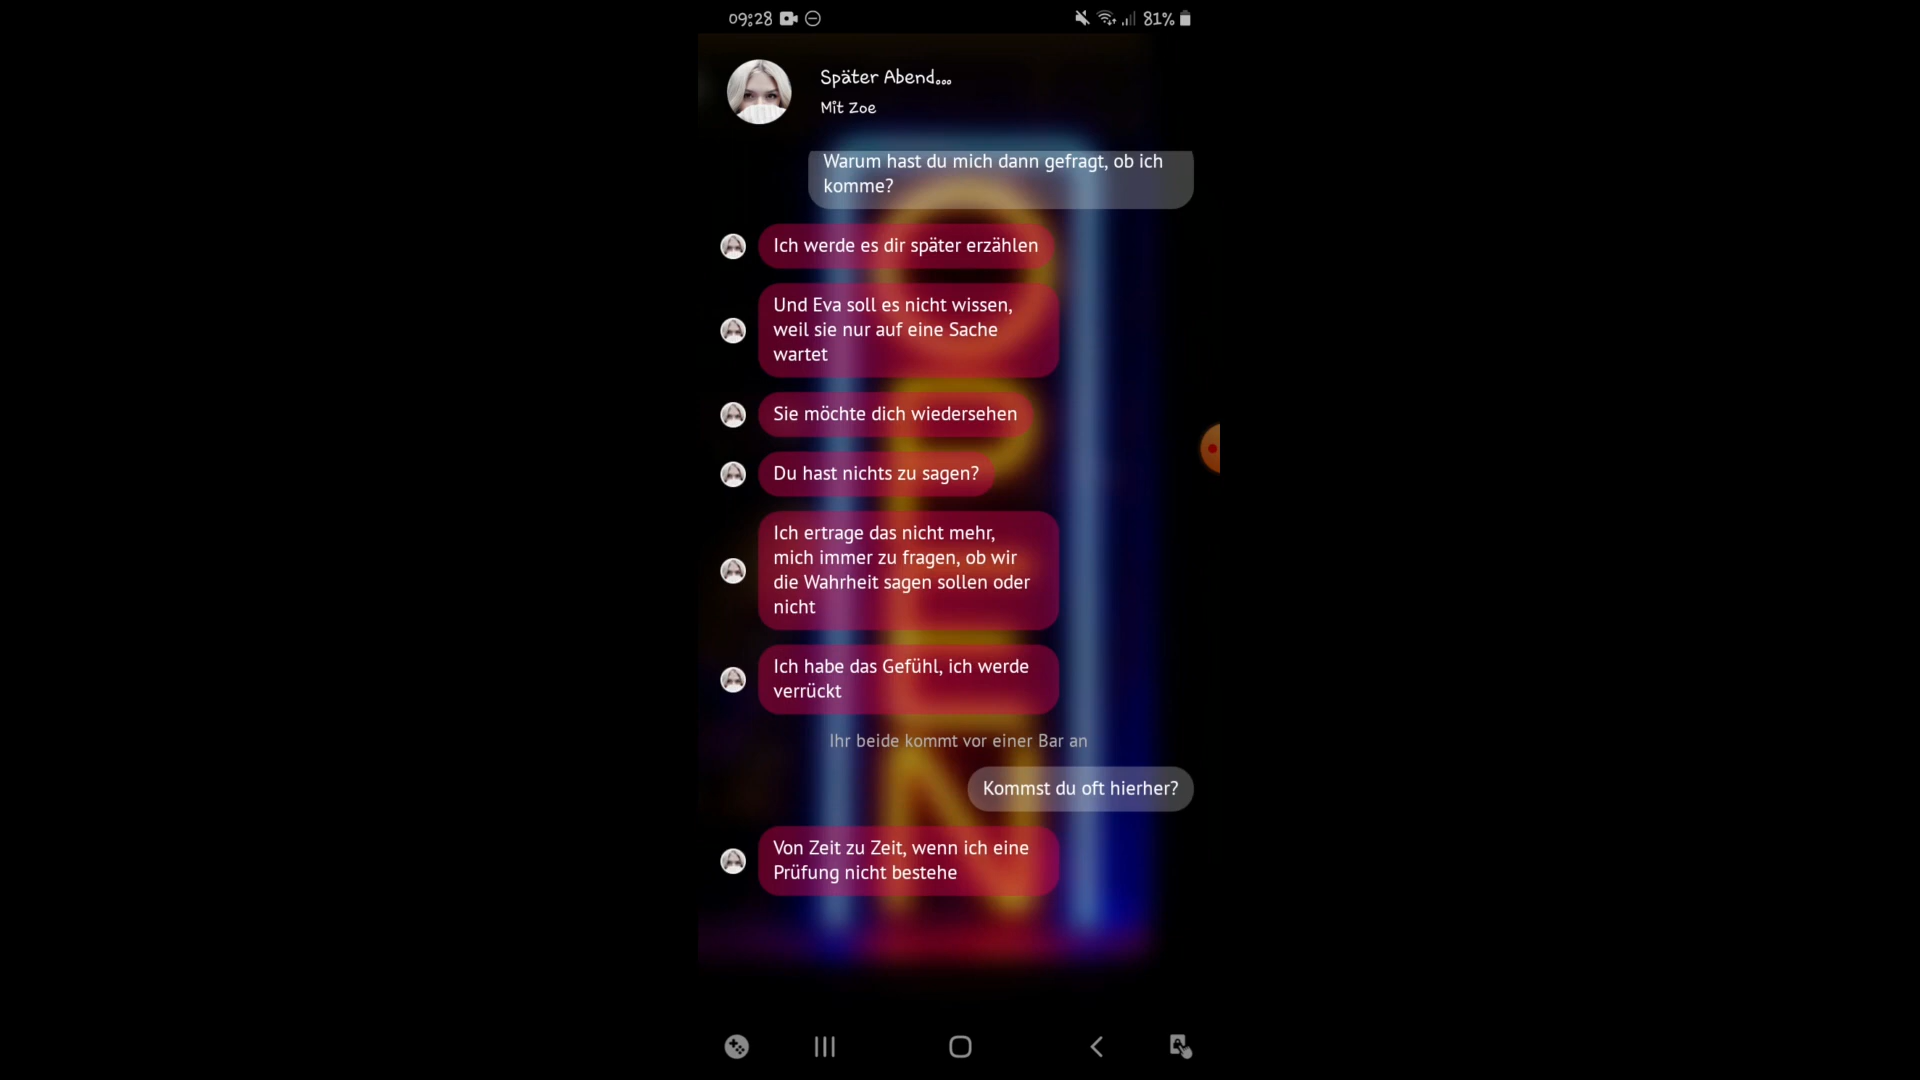 09:28
81%
Später Abend...
Mit Zoe
Warum hast du mich dann gefragt, ob ich
komme?
Ich werde es dir später erzählen
Und Eva soll es nicht wissen,
weil sie nur auf eine Sache
wartet
Sie möchte dich wiedersehen
Du hast nichts zu sagen?
Ich ertrage das nicht mehr,
mich immer zu fragen, ob wir
die Wahrheit sagen sollen oder
nicht
Ich habe das Gefühl, ich werde
verrückt
Ihr beide kommt vor einer Bar an
Kommst du oft hierher?
Von Zeit zu Zeit, wenn ich eine
Prüfung nicht bestehe
OPEN